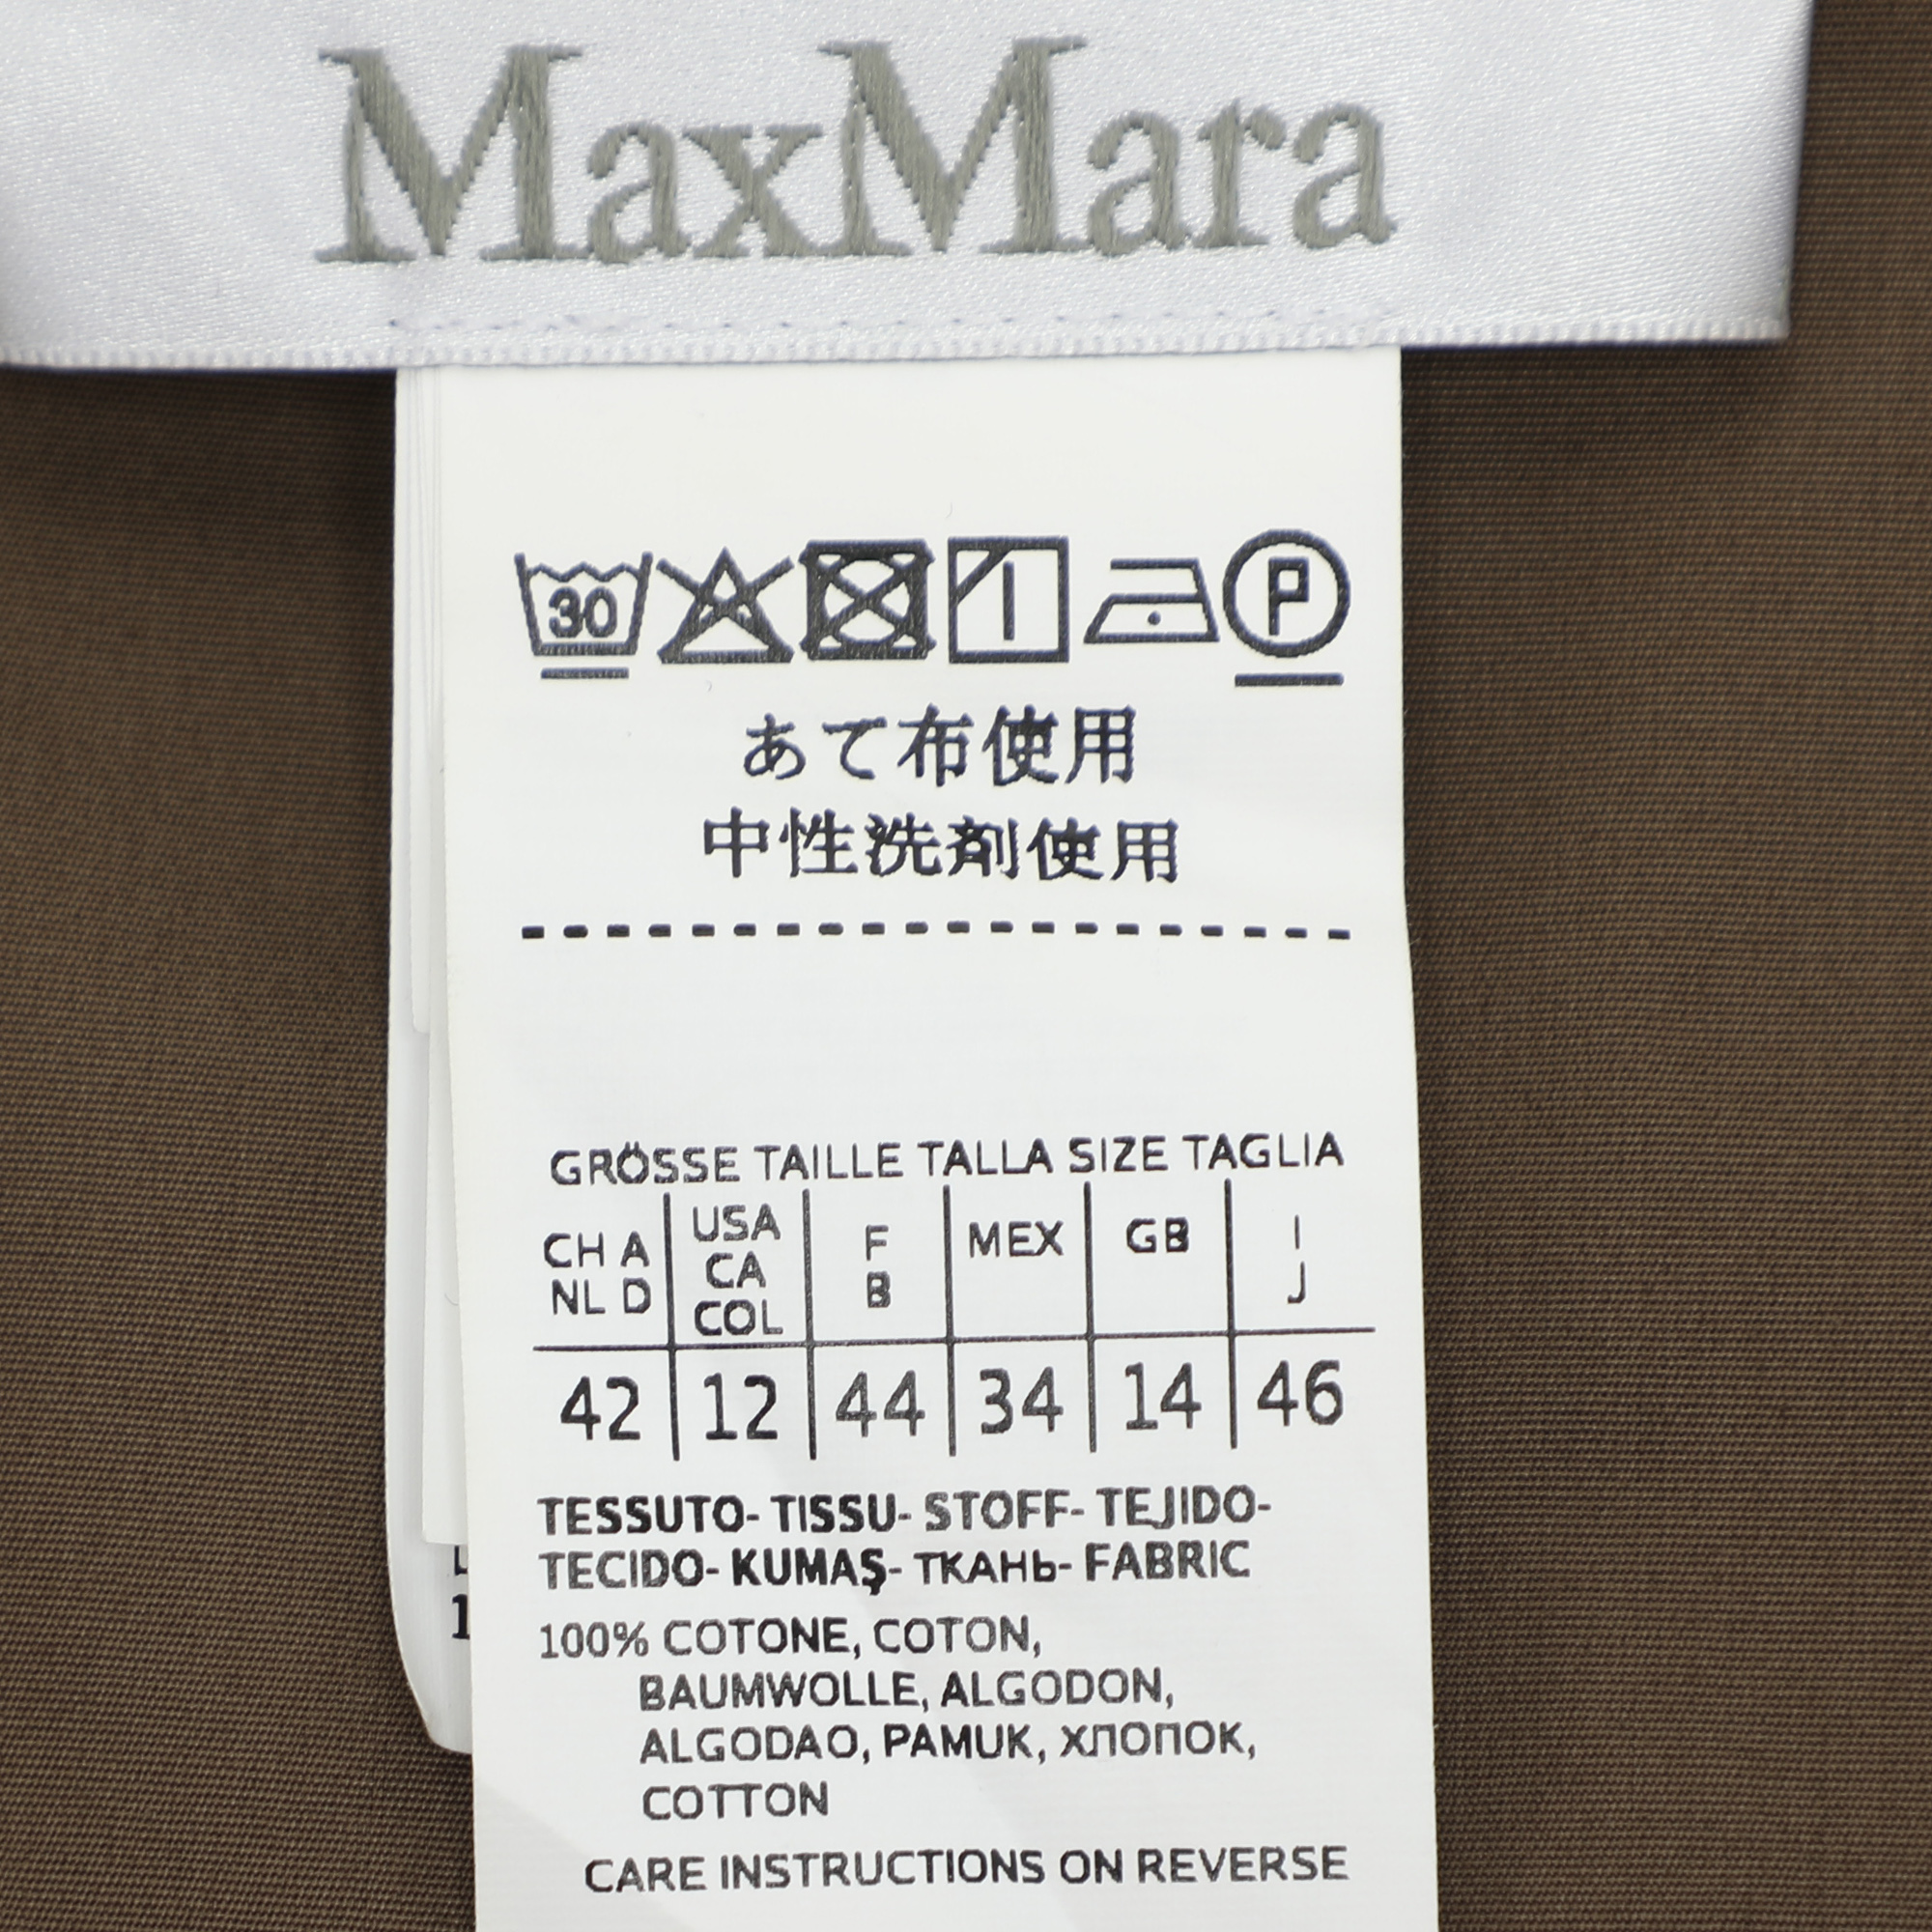 MaxMara
30
P
あて布使用
中性洗剤使用
GRÖSSE TAILLE TALLA SIZE TAGLIA
CH A NL D
USA CA COL
F B
MEX
GB
I J
42 12 44 34 14 46
TESSUTO- TISSU- STOFF- TEJIDO-
TECIDO- KUMAŞ- ТКАНЬ- FABRIC
100% COTONE, COTON,
BAUMWOLLE, ALGODON,
ALGODAO, PAMUK, ХЛОПОК,
COTTON
CARE INSTRUCTIONS ON REVERSE